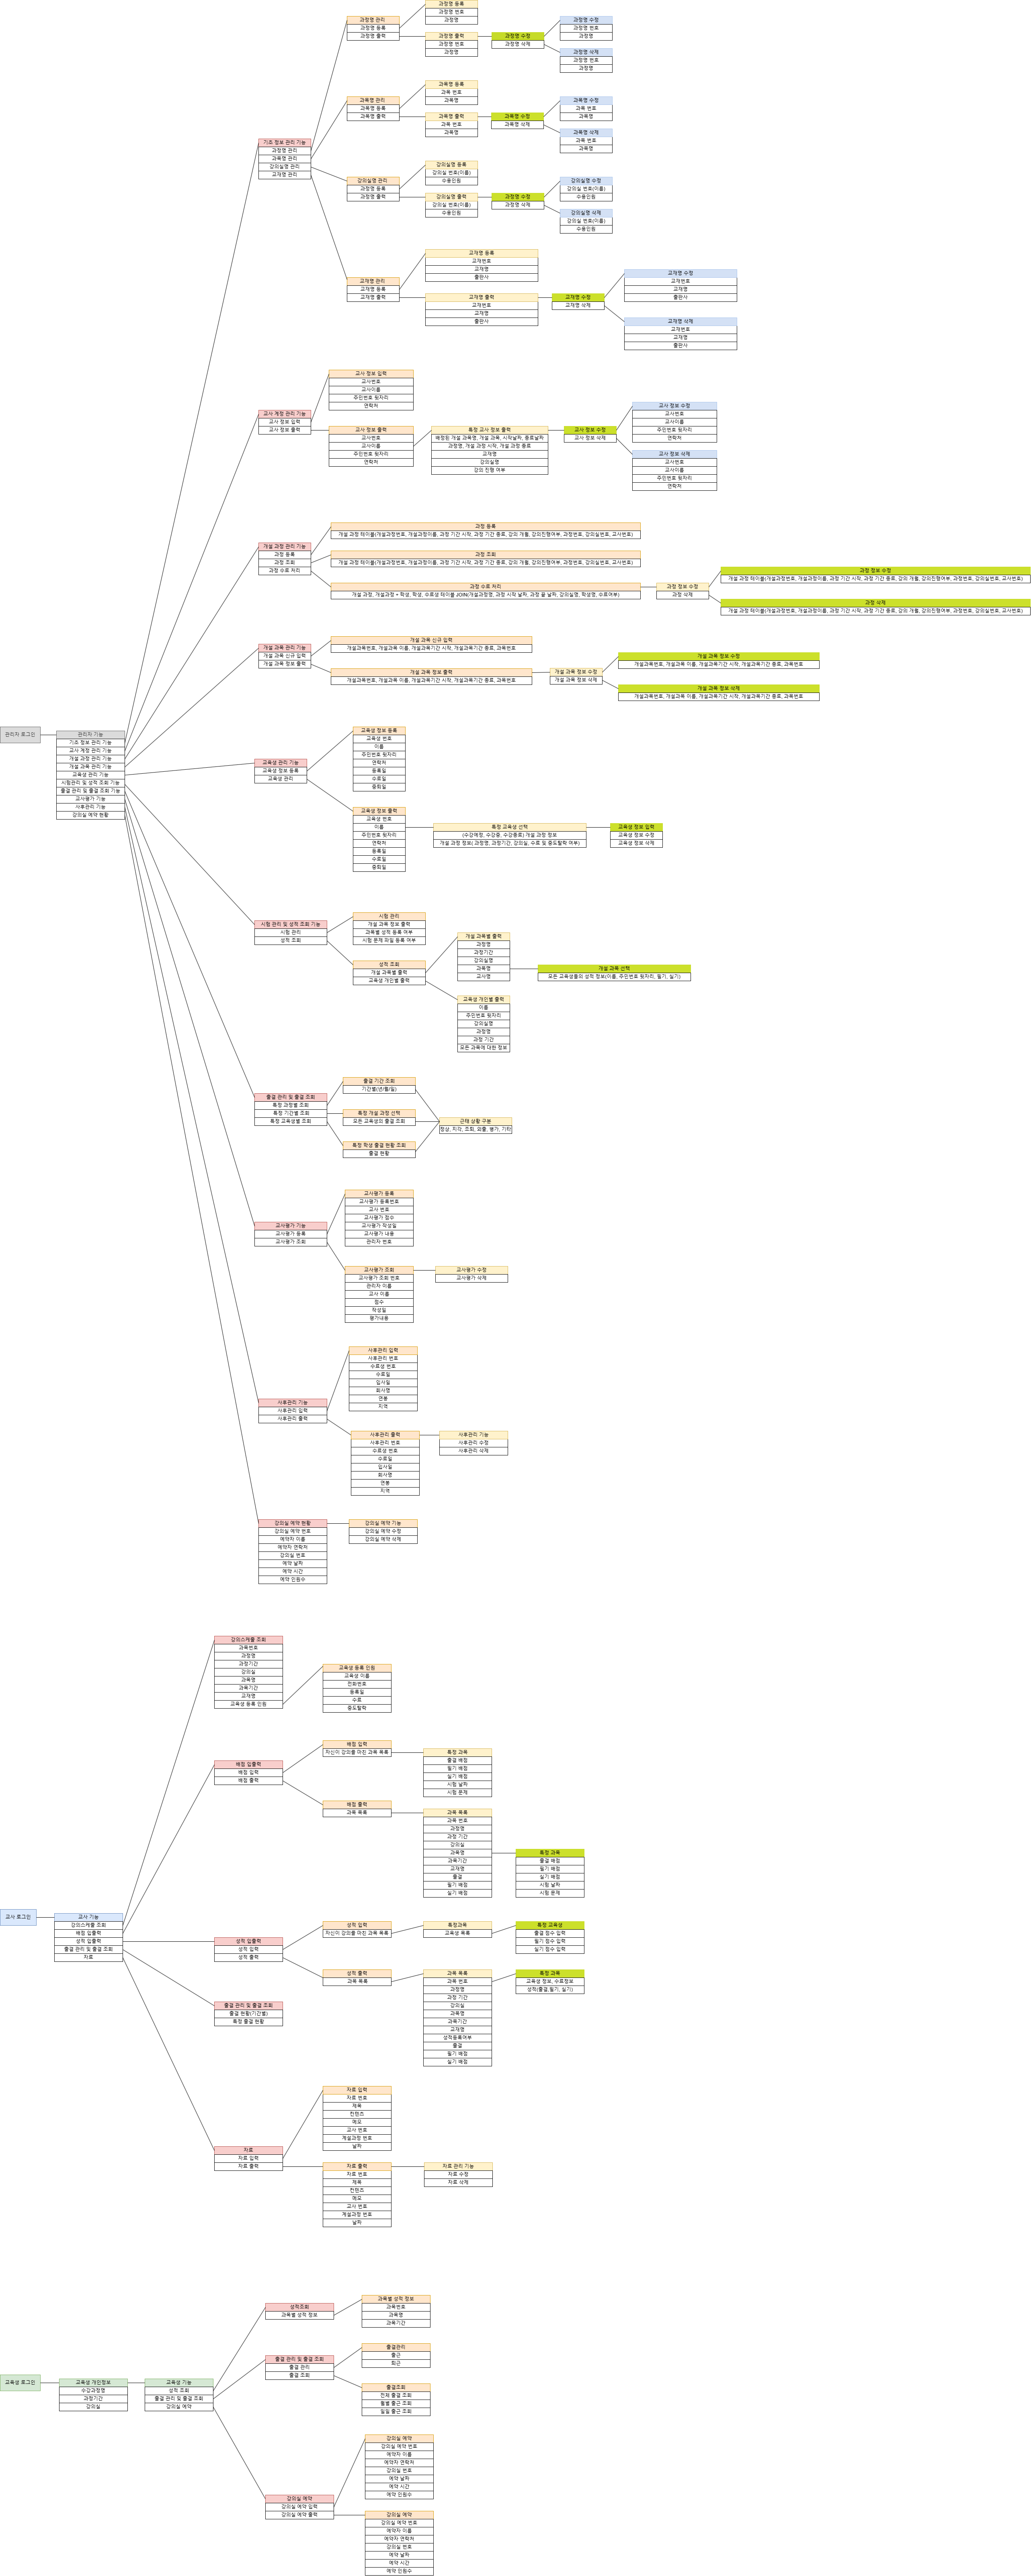 과정명 등록
과정명 번호
과정명
과정명 관리
과정명 등록
과정명 출력
과정명 출력
과정명 번호
과정명
과정명 수정
과정명 삭제
과정명 수정
과정명 번호
과정명
과정명 삭제
과정명 번호
과정명
과목명 등록
과목 번호
과목명
과목명 관리
과목명 등록
과목명 출력
과목명 출력
과목 번호
과목명
과목명 수정
과목명 삭제
과목명 수정
과목 번호
과목명
과목명 삭제
과목 번호
과목명
기초 정보 관리 기능
과정명 관리
과목명 관리
강의실명 관리
교재명 관리
강의실명 등록
강의실 번호(이름)
수용인원
강의실명 관리
과정명 등록
과정명 출력
강의실명 출력
강의실 번호(이름)
수용인원
과정명 수정
과정명 삭제
강의실명 수정
강의실 번호(이름)
수용인원
강의실명 삭제
강의실 번호(이름)
수용인원
교재명 등록
교재번호
교재명
출판사
교재명 관리
교재명 등록
교재명 출력
교재명 출력
교재번호
교재명
출판사
교재명 수정
교재명 삭제
교재명 수정
교재번호
교재명
출판사
교재명 삭제
교재번호
교재명
출판사
교사 정보 입력
교사번호
교사이름
주민번호 뒷자리
연락처
교사 계정 관리 기능
교사 정보 입력
교사 정보 출력
교사 정보 출력
교사번호
교사이름
주민번호 뒷자리
연락처
특정 교사 정보 출력
배정된 개설 과목명, 개설 과목, 시작날짜, 종료날짜
과정명, 개설 과정 시작, 개설 과정 종료
교재명
강의실명
강의 진행 여부
교사 정보 수정
교사 정보 삭제
교사 정보 수정
교사번호
교사이름
주민번호 뒷자리
연락처
교사 정보 삭제
교사번호
교사이름
주민번호 뒷자리
연락처
개설 과정 관리 기능
과정 등록
과정 조회
과정 수료 처리
과정 등록
개설 과정 테이블(개설과정번호, 개설과정이름, 과정 기간 시작, 과정 기간 종료, 강의 개월, 강의진행여부, 과정번호, 강의실번호, 교사번호)
과정 조회
개설 과정 테이블(개설과정번호, 개설과정이름, 과정 기간 시작, 과정 기간 종료, 강의 개월, 강의진행여부, 과정번호, 강의실번호, 교사번호)
과정 수료 처리
개설 과정, 개설과정 + 학생, 학생, 수료생 테이블 JOIN(개설과정명, 과정 시작 날짜, 과정 끝 날짜, 강의실명, 학생명, 수료여부)
과정 정보 수정
과정 삭제
과정 정보 수정
개설 과정 테이블(개설과정번호, 개설과정이름, 과정 기간 시작, 과정 기간 종료, 강의 개월, 강의진행여부, 과정번호, 강의실번호, 교사번호)
과정 삭제
개설 과정 테이블(개설과정번호, 개설과정이름, 과정 기간 시작, 과정 기간 종료, 강의 개월, 강의진행여부, 과정번호, 강의실번호, 교사번호)
개설 과목 관리 기능
개설 과목 신규 입력
개설 과목 정보 출력
개설 과목 신규 입력
개설과목번호, 개설과목 이름, 개설과목기간 시작, 개설과목기간 종료, 과목번호
개설 과목 정보 출력
개설과목번호, 개설과목 이름, 개설과목기간 시작, 개설과목기간 종료, 과목번호
개설 과목 정보 수정
개설 과목 정보 삭제
개설 과목 정보 수정
개설과목번호, 개설과목 이름, 개설과목기간 시작, 개설과목기간 종료, 과목번호
개설 과목 정보 삭제
개설과목번호, 개설과목 이름, 개설과목기간 시작, 개설과목기간 종료, 과목번호
관리자 로그인
관리자 기능
기초 정보 관리 기능
교사 계정 관리 기능
개설 과정 관리 기능
개설 과목 관리 기능
교육생 관리 기능
시험관리 및 성적 조회 기능
출결 관리 및 출결 조회 기능
교사평가 기능
사후관리 기능
강의실 예약 현황
교육생 관리 기능
교육생 정보 등록
교육생 관리
교육생 정보 등록
교육생 번호
이름
주민번호 뒷자리
연락처
등록일
수료일
중퇴일
교육생 정보 출력
교육생 번호
이름
주민번호 뒷자리
연락처
등록일
수료일
중퇴일
특정 교육생 선택
(수강예정, 수강중, 수강종료) 개설 과정 정보
개설 과정 정보( 과정명, 과정기간, 강의실, 수료 및 중도탈락 여부)
교육생 정보 입력
교육생 정보 수정
교육생 정보 삭제
시험 관리 및 성적 조회 기능
시험 관리
성적 조회
시험 관리
개설 과목 정보 출력
과목별 성적 등록 여부
시험 문제 파일 등록 여부
성적 조회
개설 과목별 출력
교육생 개인별 출력
개설 과목별 출력
과정명
과정기간
강의실명
과목명
교사명
개설 과목 선택
모든 교육생들의 성적 정보(이름, 주민번호 뒷자리, 필기, 실기)
교육생 개인별 출력
이름
주민번호 뒷자리
강의실명
과정명
과정 기간
모든 과목에 대한 정보
출결 관리 및 출결 조회
특정 과정별 조회
특정 기간별 조회
특정 교육생별 조회
출결 기간 조회
기간별(년/월/일)
특정 개설 과정 선택
모든 교육생의 출결 조회
특정 학생 출결 현황 조회
출결 현황
근태 상황 구분
정상, 지각, 조퇴, 외출, 병가, 기타
교사평가 기능
교사평가 등록
교사평가 조회
교사평가 등록
교사평가 등록번호
교사 번호
교사평가 점수
교사평가 작성일
교사평가 내용
관리자 번호
교사평가 조회
교사평가 조회 번호
관리자 이름
교사 이름
점수
작성일
평가내용
교사평가 수정
교사평가 삭제
사후관리 기능
사후관리 입력
사후관리 출력
사후관리 입력
사후관리 번호
수료생 번호
수료일
입사일
회사명
연봉
지역
사후관리 출력
사후관리 번호
수료생 번호
수료일
입사일
회사명
연봉
지역
사후관리 기능
사후관리 수정
사후관리 삭제
강의실 예약 현황
강의실 예약 번호
예약자 이름
예약자 연락처
강의실 번호
예약 날짜
예약 시간
예약 인원수
강의실 예약 기능
강의실 예약 수정
강의실 예약 삭제
강의스케줄 조회
과목번호
과정명
과정기간
강의실
과목명
과목기간
교재명
교육생 등록 인원
교육생 등록 인원
교육생 이름
전화번호
등록일
수료
중도탈락
배점 입출력
배점 입력
배점 출력
배점 입력
자신이 강의를 마친 과목 목록
배점 출력
과목 목록
특정 과목
출결 배점
필기 배점
실기 배점
시험 날짜
시험 문제
과목 목록
과목 번호
과정명
과정 기간
강의실
과목명
과목기간
교재명
출결
필기 배점
실기 배점
특정 과목
출결 배점
필기 배점
실기 배점
시험 날짜
시험 문제
교사 로그인
교사 기능
강의스케줄 조회
배점 입출력
성적 입출력
출결 관리 및 출결 조회
자료
성적 입출력
성적 입력
성적 출력
성적 입력
자신이 강의를 마친 과목 목록
특정과목
교육생 목록
특정 교육생
출결 점수 입력
필기 점수 입력
실기 점수 입력
성적 출력
과목 목록
과목 목록
과목 번호
과정명
과정 기간
강의실
과목명
과목기간
교재명
성적등록여부
출결
필기 배점
실기 배점
특정 과목
교육생 정보, 수료정보
성적(출결,필기, 실기)
출결 관리 및 출결 조회
출결 현황(기간별)
특정 출결 현황
자료
자료 입력
자료 출력
자료 입력
자료 번호
제목
컨텐츠
메모
교사 번호
개설과정 번호
날짜
자료 출력
자료 번호
제목
컨텐츠
메모
교사 번호
개설과정 번호
날짜
자료 관리 기능
자료 수정
자료 삭제
성적조회
과목별 성적 정보
과목별 성적 정보
과목번호
과목명
과목기간
출결 관리 및 출결 조회
출결 관리
출결 조회
출결관리
출근
퇴근
출결조회
전체 출결 조회
월별 출근 조회
일일 출근 조회
교육생 로그인
교육생 개인정보
수강과정명
과정기간
강의실
교육생 기능
성적 조회
출결 관리 및 출결 조회
강의실 예약
강의실 예약
강의실 예약 입력
강의실 예약 출력
강의실 예약
강의실 예약 번호
예약자 이름
예약자 연락처
강의실 번호
예약 날짜
예약 시간
예약 인원수
강의실 예약
강의실 예약 번호
예약자 이름
예약자 연락처
강의실 번호
예약 날짜
예약 시간
예약 인원수